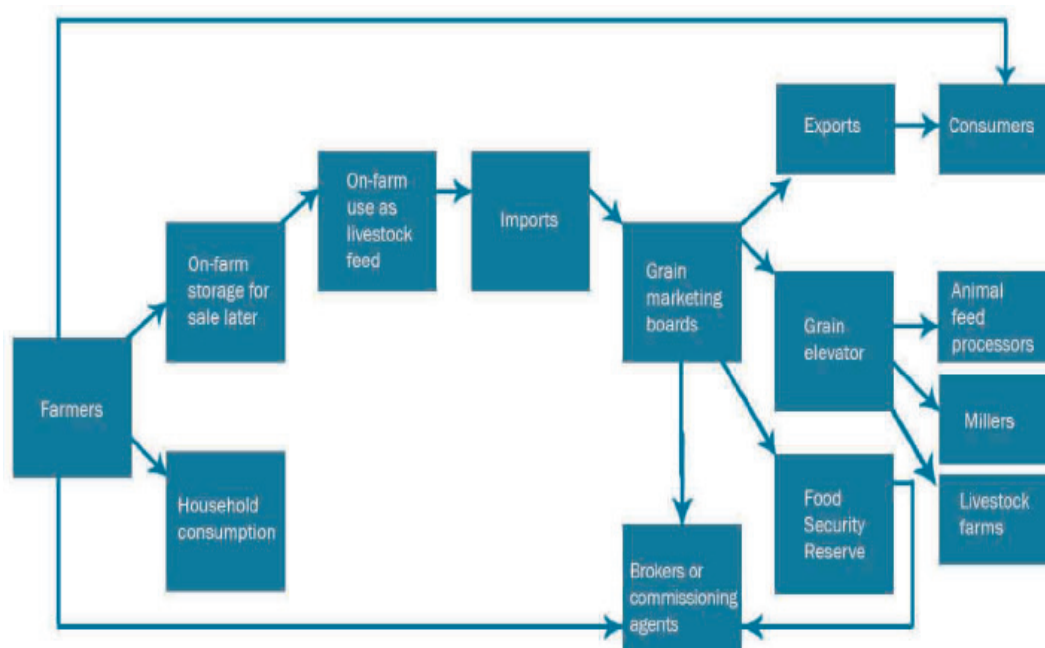 Farmers
On-farm
storage for
sale later
Household
consumption
On-farm
use as
livestock
feed
Imports
Grain
marketing
boards
Brokers or
commissioning
agents
Exports
Consumers
Grain
elevator
Food
Security
Reserve
Animal
feed
processors
Millers
Livestock
farms